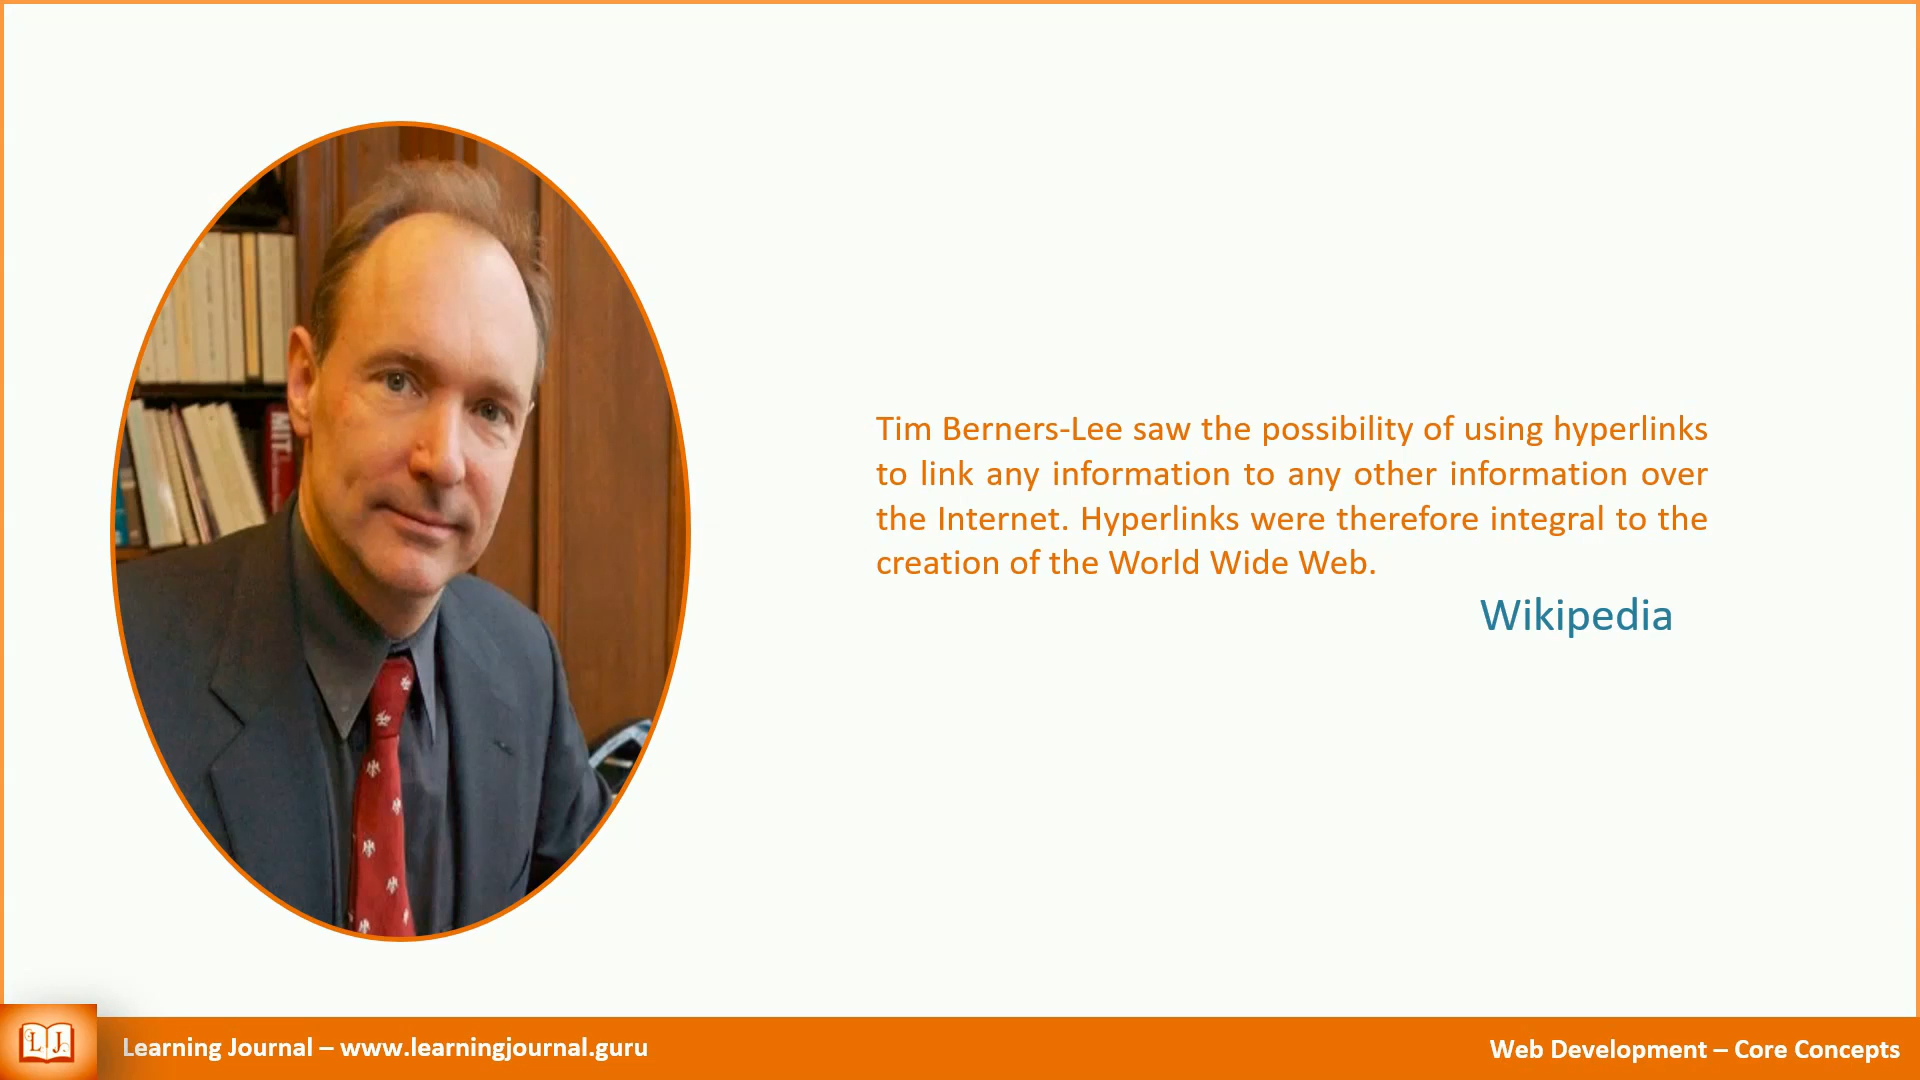 MIT
Tim Berners-Lee saw the possibility of using hyperlinks
to link any information to any other information over
the Internet. Hyperlinks were therefore integral to the
creation of the World Wide Web.
Wikipedia
L J
Learning Journal – www.learningjournal.guru
Web Development – Core Concepts